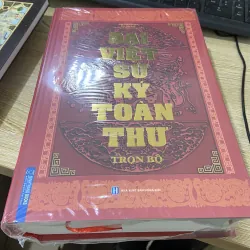 ĐẠI VIỆT
SỬ KÝ
TOÀN
THƯ
TRỌN BỘ